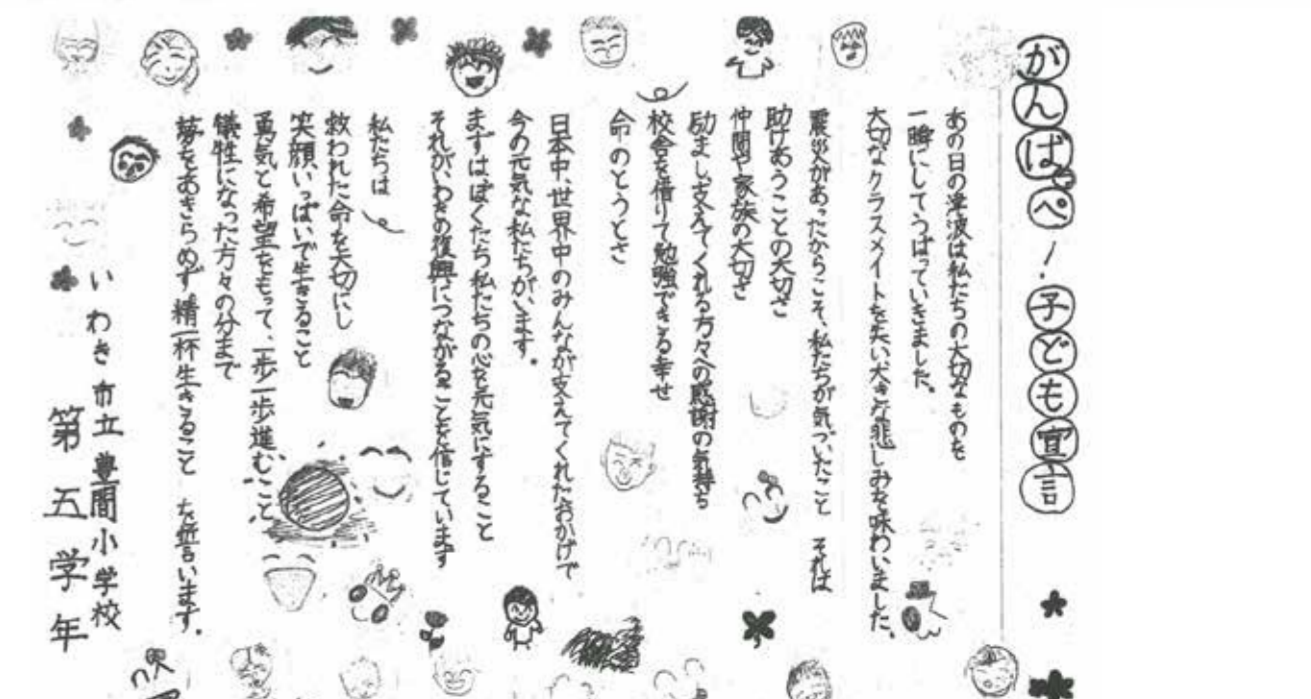 がんばっぺ!子ども宣言
あの日の津波は私たちの大切なものを
一瞬にしてうばっていきました。
大切なクラスメイトを失い大きな悲しみを味わいました。
震災があったからこそ、私たちが気づいたこと それは
助けあうことの大切さ
仲間や家族の大切さ
励まし、支えてくれる方々への感謝の気持ち
校舎を借りて勉強できる幸せ
命のとうとさ
日本中、世界中のみんなが支えてくれたおかげで
今の元気な私たちがいます。
まずは、ぼくたち私たちの心を元気にすること
それがいわきの復興につながることを信じています
私たちは
救われた命を大切にし
笑顔いっぱいで生きること
勇気と希望をもって、一歩一歩進むこと
犠牲になった方々の分まで
夢をあきらめず精一杯生きること を誓います。
いわき市立豊間小学校
第五学年